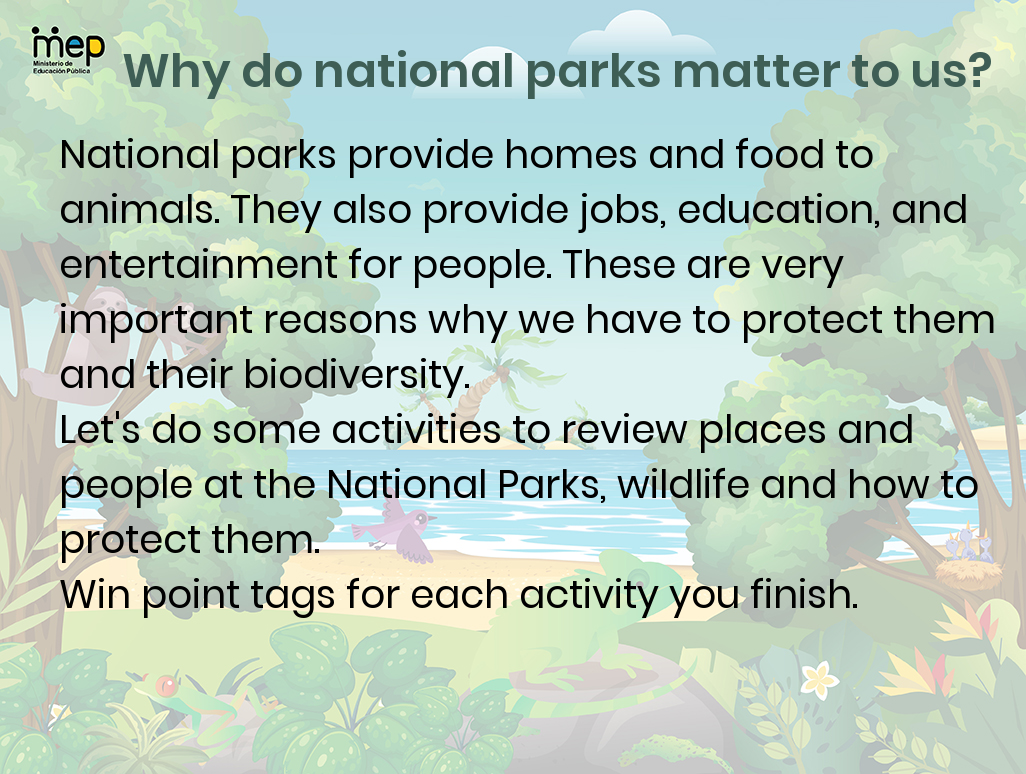 mep
Ministerio de
Educación Pública
Why do national parks matter to us?
National parks provide homes and food to
animals. They also provide jobs, education, and
entertainment for people. These are very
important reasons why we have to protect them
and their biodiversity.
Let's do some activities to review places and
people at the National Parks, wildlife and how to
protect them.
Win point tags for each activity you finish.